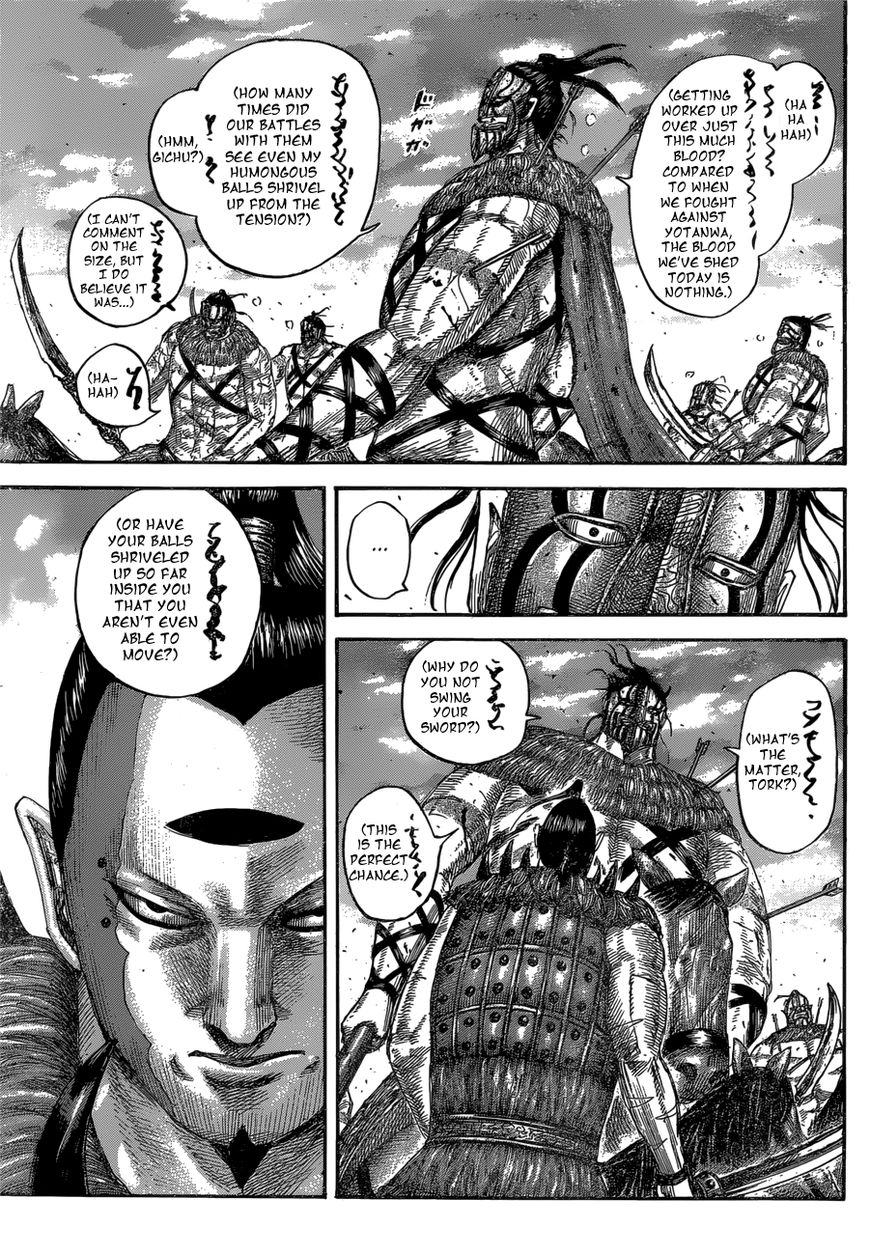 (HA
HA
HAH)
(GETTING
WORKED UP
OVER JUST
THIS MUCH
BLOOD?
COMPARED
TO WHEN
WE FOUGHT
AGAINST
YOTANWA,
THE BLOOD
WE'VE SHED
TODAY IS
NOTHING.)
ドガガ
(HOW MANY
TIMES DID
OUR BATTLES
WITH THEM
SEE EVEN MY
HUMONGOUS
BALLS SHRIVEL
UP FROM THE
TENSION?)
(HMM,
GICHU?)
(I CAN'T
COMMENT
ON THE
SIZE, BUT
I DO
BELIEVE IT
WAS...)
(HA-
HAH)
...
(WHAT'S
THE
MATTER,
TORK?)
(WHY DO
YOU NOT
SWING
YOUR
SWORD?)
(THIS
IS THE
PERFECT
CHANCE.)
(OR HAVE
YOUR BALLS
SHRIVELED
UP SO FAR
INSIDE YOU
THAT YOU
AREN'T EVEN
ABLE TO
MOVE?)